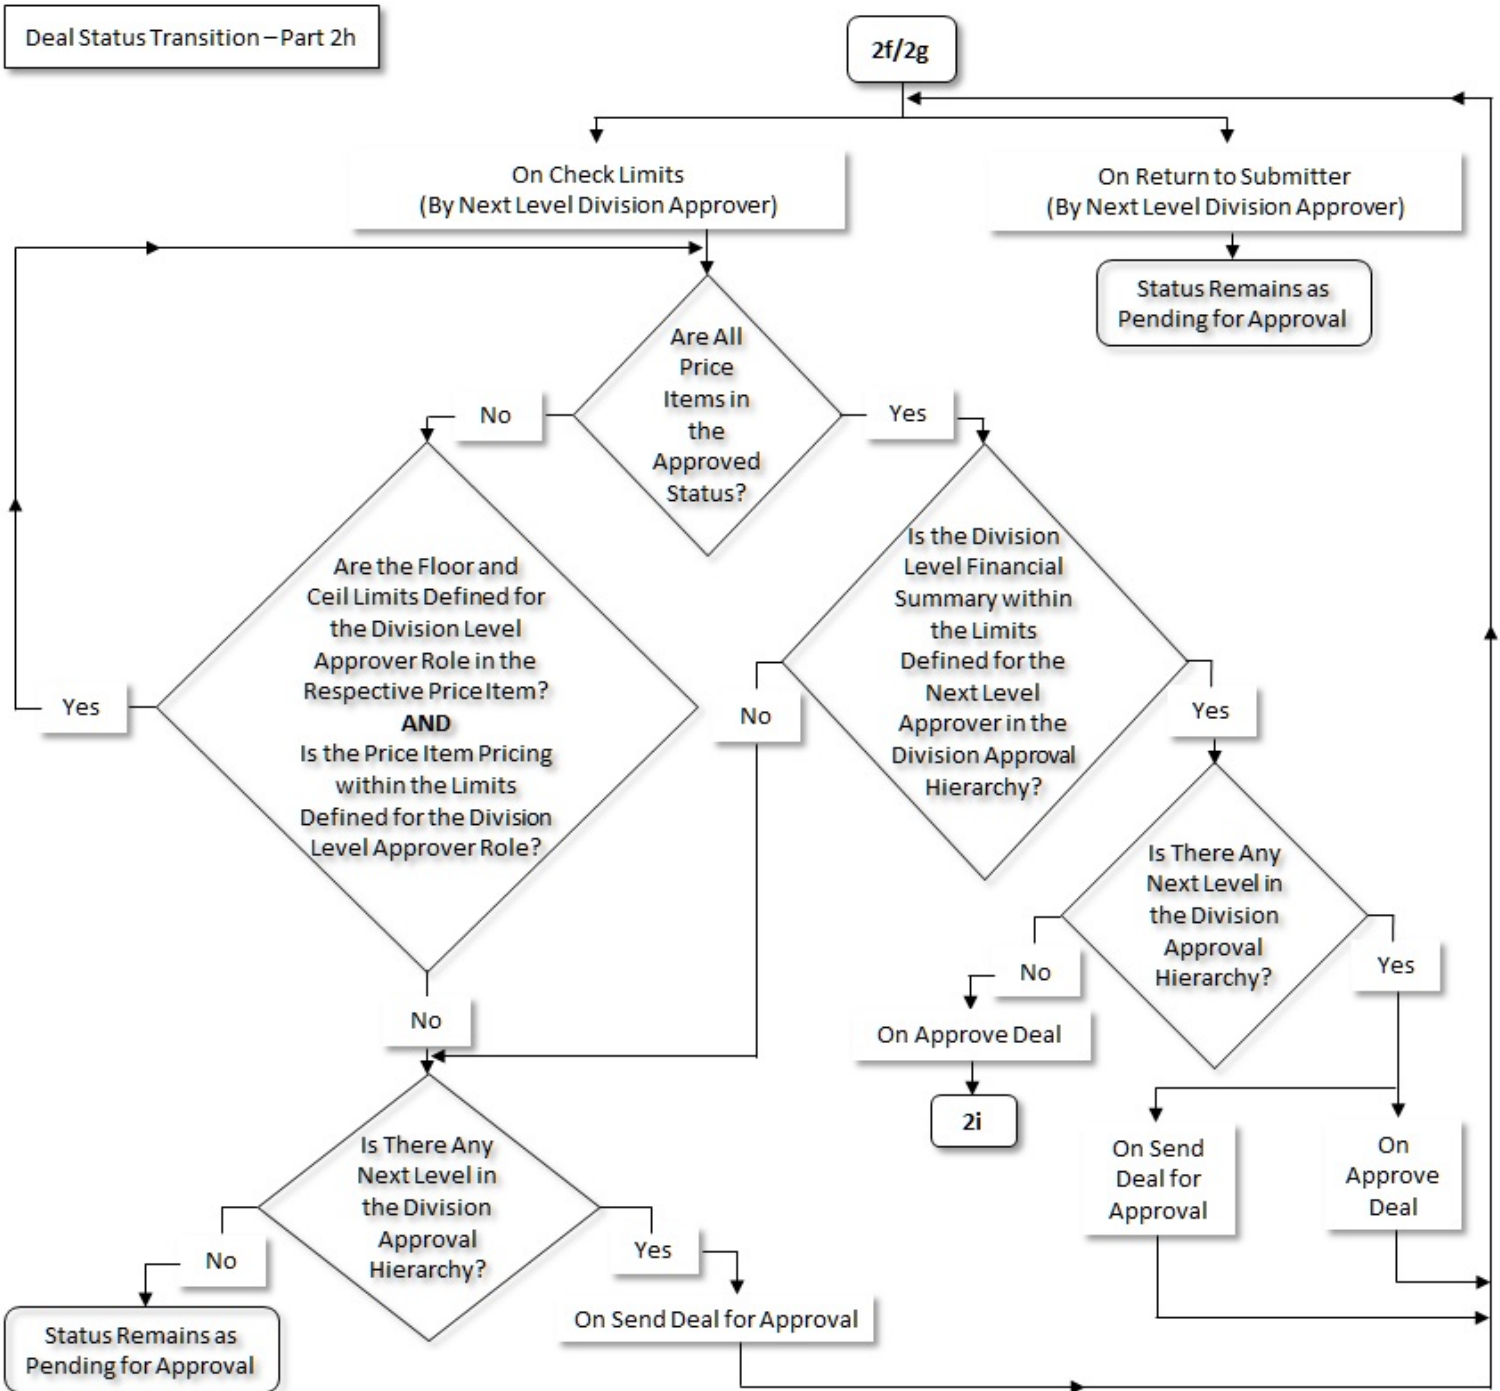 Deal Status Transition – Part 2h
2f/2g
On Check Limits
(By Next Level Division Approver)
On Return to Submitter
(By Next Level Division Approver)
Status Remains as
Pending for Approval
Are All
Price
Items in
the
Approved
Status?
No
Yes
Are the Floor and
Ceil Limits Defined for
the Division Level
Approver Role in the
Respective Price Item?
AND
Is the Price Item Pricing
within the Limits
Defined for the Division
Level Approver Role?
Yes
No
Is the Division
Level Financial
Summary within
the Limits
Defined for the
Next Level
Approver in the
Division Approval
Hierarchy?
No
Yes
Is There Any
Next Level in
the Division
Approval
Hierarchy?
No
Yes
On Approve Deal
2i
On Send
Deal for
Approval
On
Approve
Deal
Is There Any
Next Level in
the Division
Approval
Hierarchy?
No
Yes
Status Remains as
Pending for Approval
On Send Deal for Approval